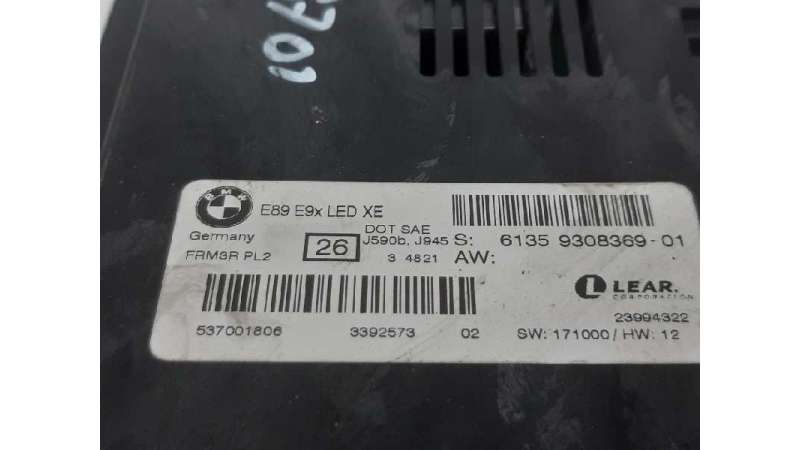 BMW
E89 E9x LED XE
Germany
FRM3R PL2
26
DOT SAE
J590b, J945
3 4821
S: 6135 9308369-01
AW:
LEAR.
CORPORATION
23994322
537001806
3392573
02
SW: 171000 / HW: 12